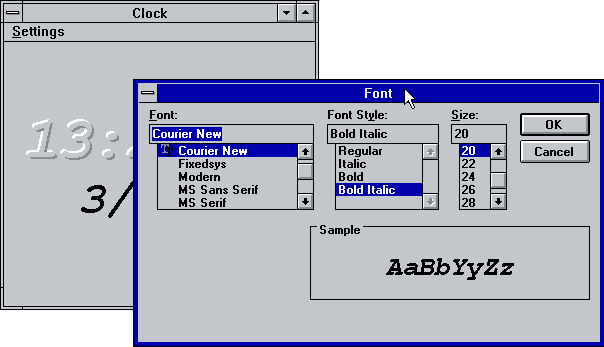 Clock
Settings
13:
3/
Font
Font: Font Style: Size:
Courier New Bold Italic 20
Courier New Regular 20
Fixedsys Italic 22
Modern Bold 24
MS Sans Serif Bold Italic 26
MS Serif 28
OK
Cancel
Sample
AaBbYyZz